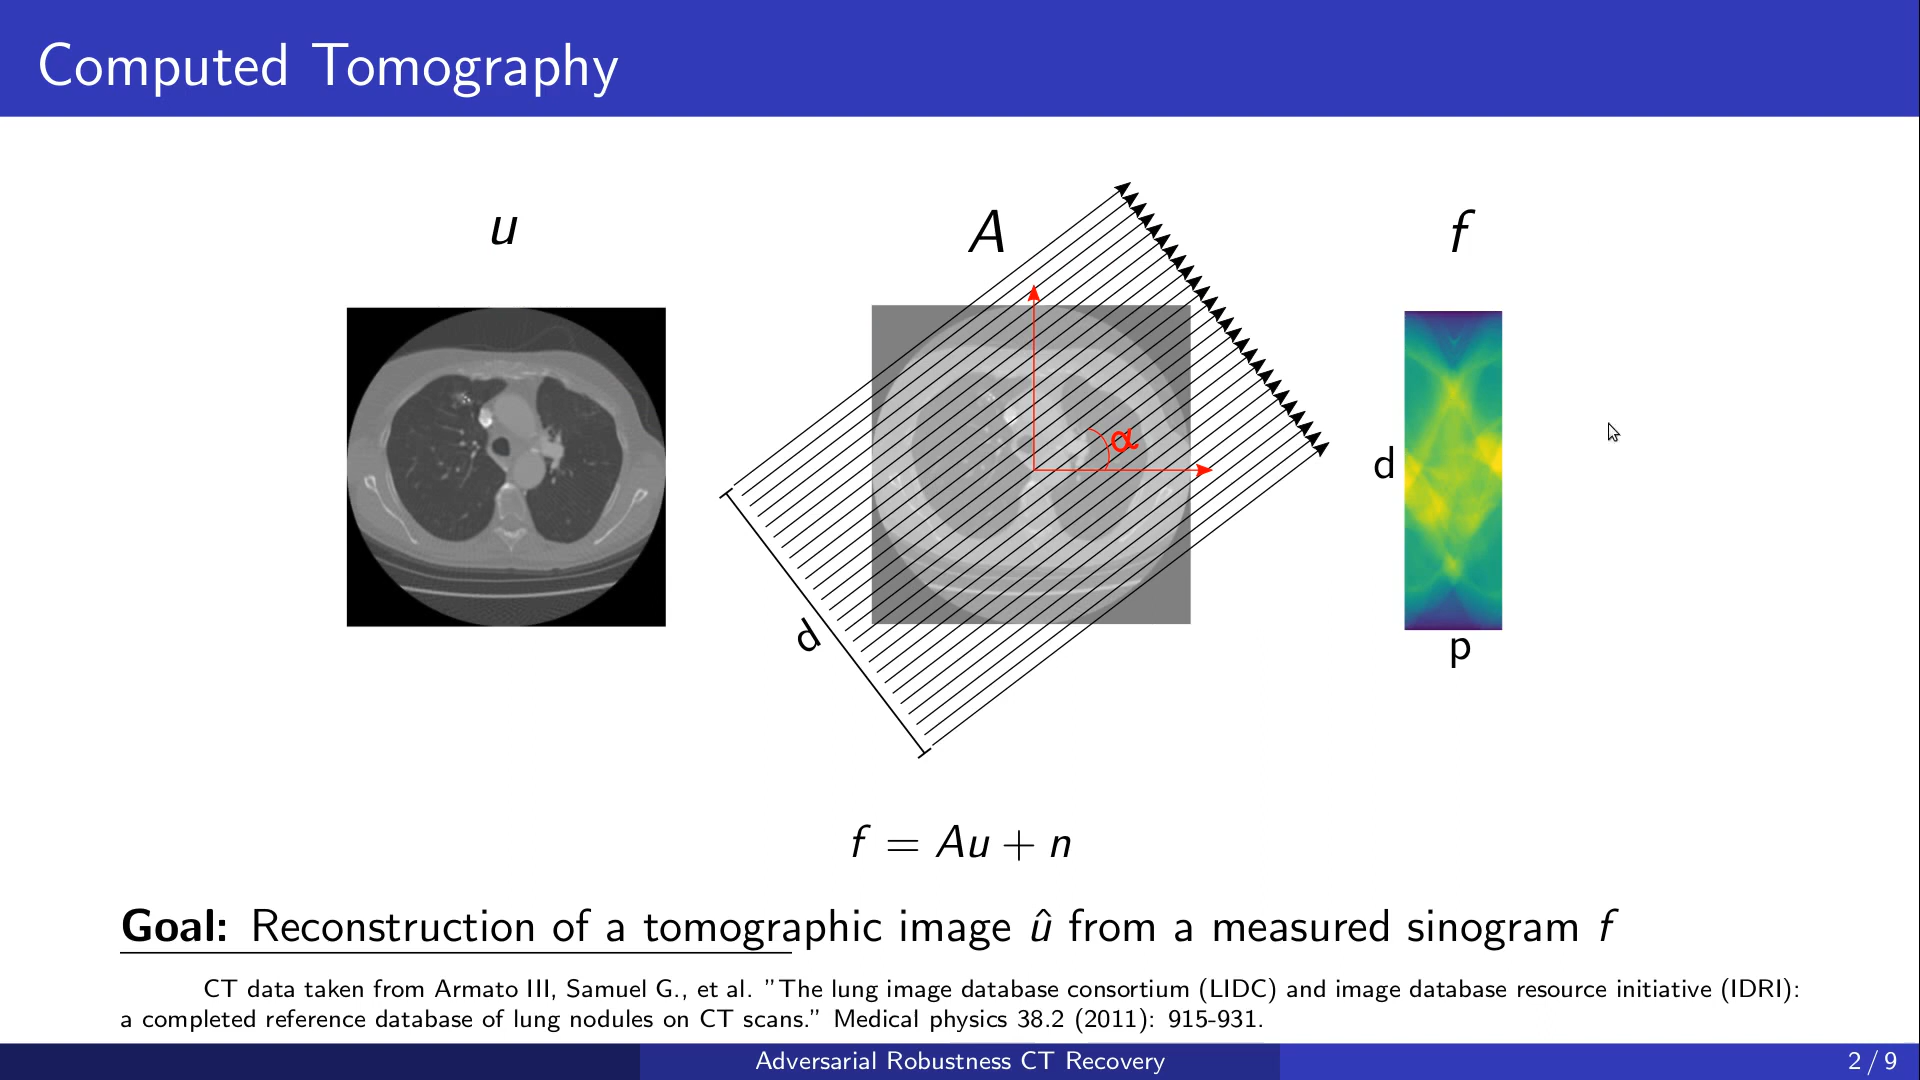 Computed Tomography
u
A
f
α
d
d
p
f = Au + n
Goal: Reconstruction of a tomographic image û from a measured sinogram f
CT data taken from Armato III, Samuel G., et al. ”The lung image database consortium (LIDC) and image database resource initiative (IDRI):
a completed reference database of lung nodules on CT scans.” Medical physics 38.2 (2011): 915-931.
Adversarial Robustness CT Recovery
2 / 9